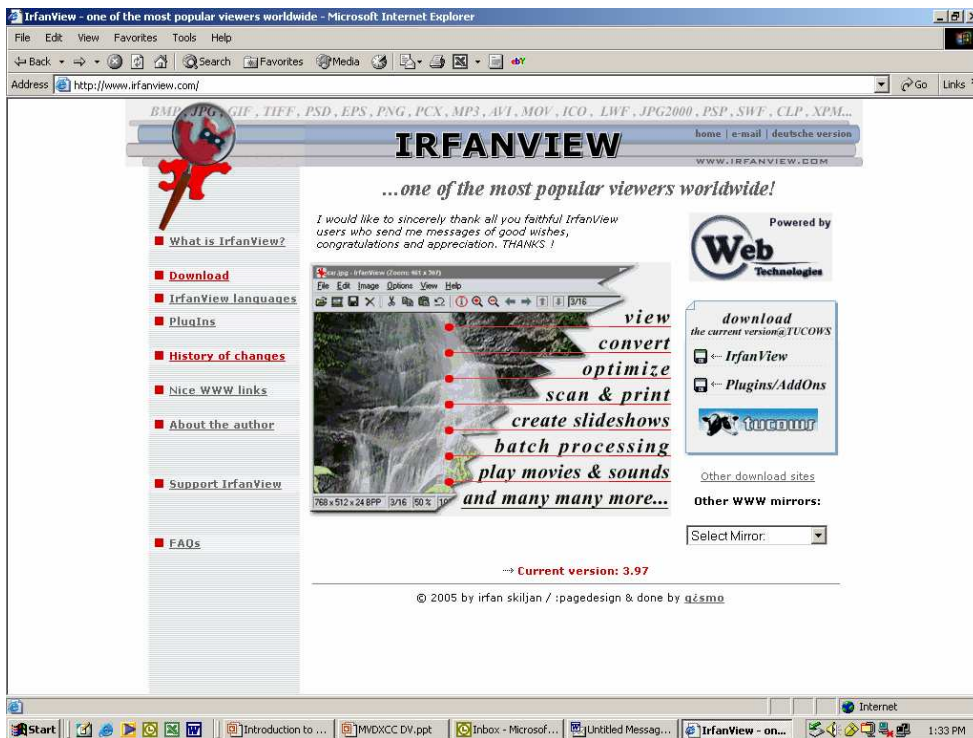 IrfanView - one of the most popular viewers worldwide - Microsoft Internet Explorer
File Edit View Favorites Tools Help
Back Search Favorites Media
Address http://www.irfanview.com/ Go Links
BMP, JPG, GIF, TIFF, PSD, EPS, PNG, PCX, MP3, AVI, MOV, ICO, LWF, JPG2000, PSP, SWF, CLP, XPM...
IRFANVIEW
home | e-mail | deutsche version
WWW.IRFANVIEW.COM
...one of the most popular viewers worldwide!
What is IrfanView?
Download
IrfanView languages
PlugIns
History of changes
Nice WWW links
About the author
Support IrfanView
FAQs
I would like to sincerely thank all you faithful IrfanView
users who send me messages of good wishes,
congratulations and appreciation. THANKS !
File Edit Image Options View Help
3/16
view
convert
optimize
scan & print
create slideshows
batch processing
play movies & sounds
and many many more...
768 x 512 x 24 BPP 3/16 50 %
Powered by
Web
Technologies
download
the current version@TUCOWS
IrfanView
Plugins/AddOns
tucows
Other download sites
Other WWW mirrors:
Select Mirror:
Current version: 3.97
© 2005 by irfan skiljan / :pagedesign & done by
Internet
Start Introduction to ... MVDXCC DV.ppt Inbox - Microsof... Untitled Messag... IrfanView - on... 1:33 PM